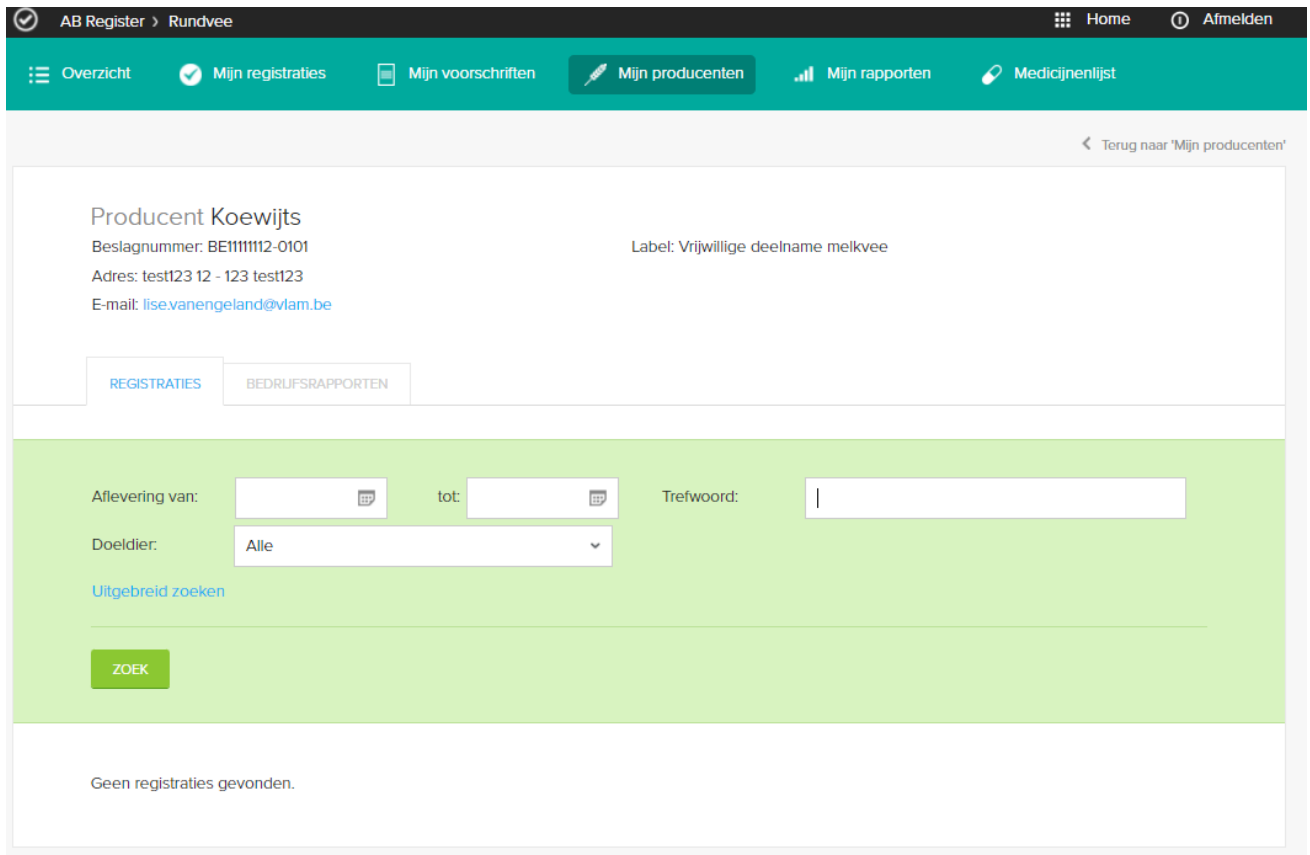 AB Register > Rundvee Home Afmelden
Overzicht Mijn registraties Mijn voorschriften Mijn producenten Mijn rapporten Medicijnenlijst
Terug naar 'Mijn producenten'
Producent Koewijts
Beslagnummer: BE11111112-0101 Label: Vrijwillige deelname melkvee
Adres: test123 12 - 123 test123
E-mail: lise.vanengeland@vlam.be
REGISTRATIES BEDRIJFSRAPPORTEN
Aflevering van: tot: Trefwoord:
Doeldier: Alle
Uitgebreid zoeken
ZOEK
Geen registraties gevonden.